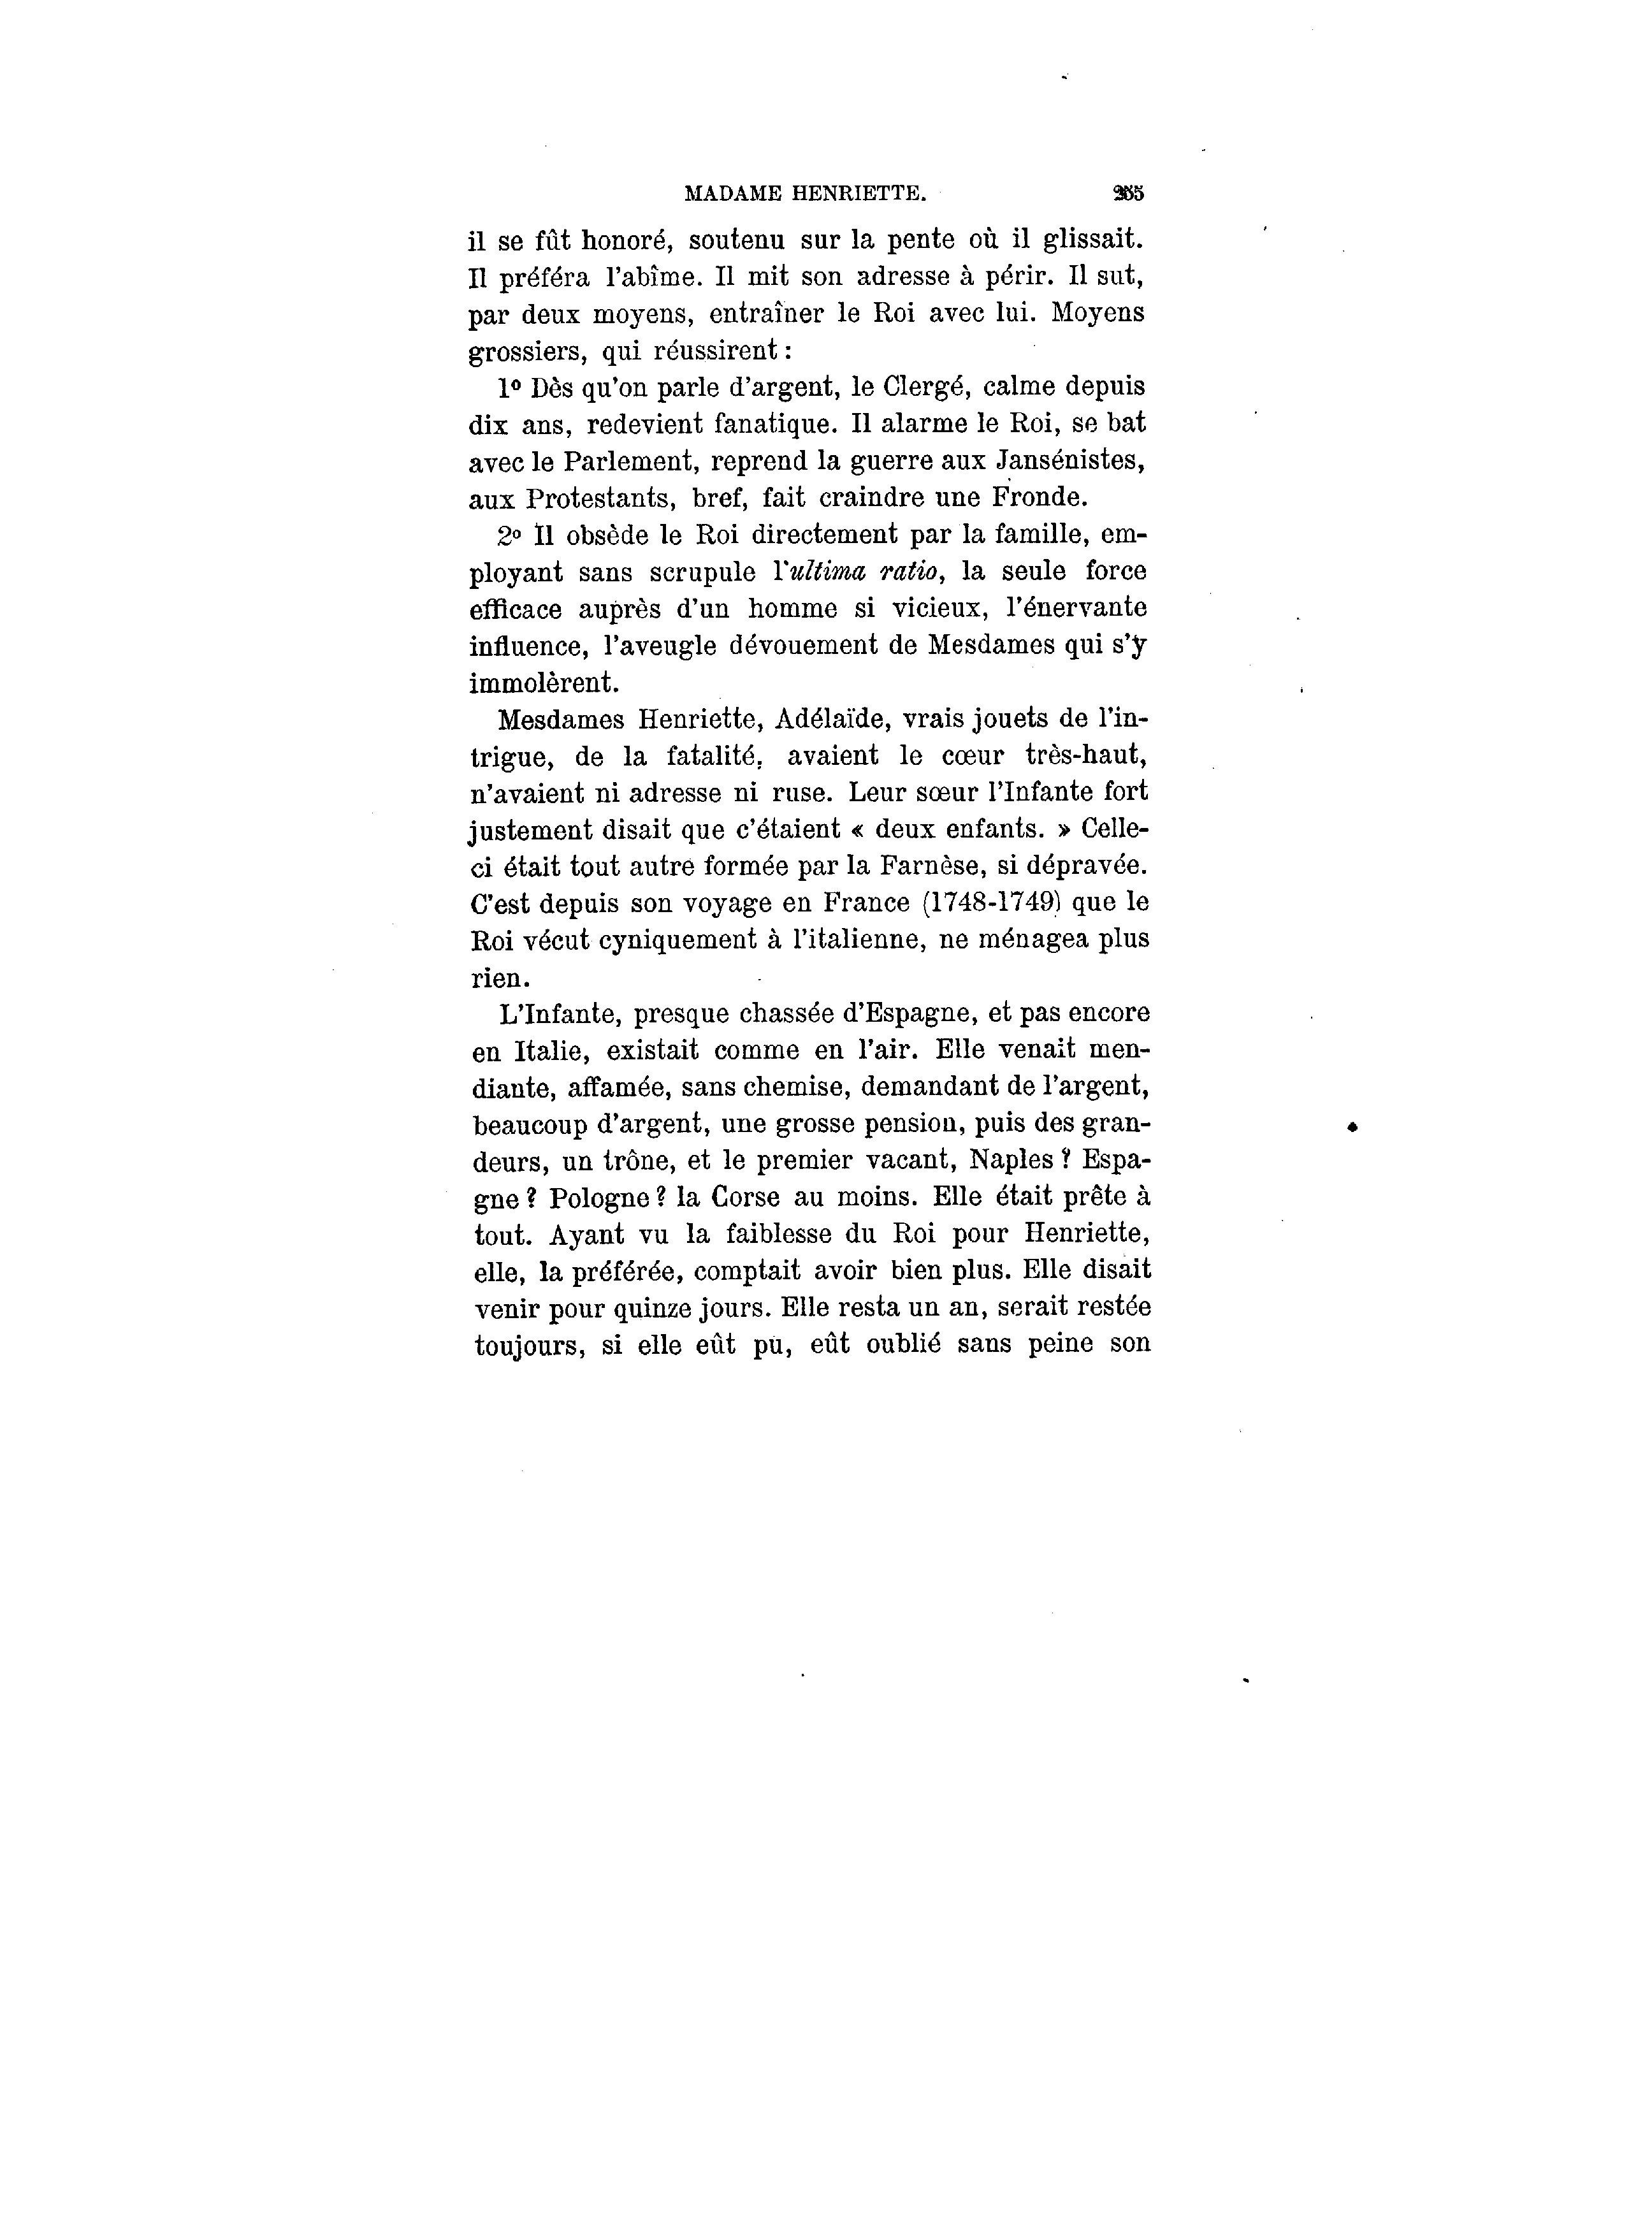 MADAME HENRIETTE.
il se fût honoré, soutenu sur la pente où il glissait.
Il préféra l'abîme. Il mit son adresse à périr. Il sut,
par deux moyens, entraîner le Roi avec lui. Moyens
grossiers, qui réussirent :
1º Dès qu'on parle d'argent, le Clergé, calme depuis
dix ans, redevient fanatique. Il alarme le Roi, se bat
avec le Parlement, reprend la guerre aux Jansénistes,
aux Protestants, bref, fait craindre une Fronde.
2º Il obsède le Roi directement par la famille, em-
ployant sans scrupule l'ultima ratio, la seule force
efficace auprès d'un homme si vicieux, l'énervante
influence, l'aveugle dévouement de Mesdames qui s'y
immolèrent.
Mesdames Henriette, Adélaïde, vrais jouets de l'in-
trigue, de la fatalité, avaient le cœur très-haut,
n'avaient ni adresse ni ruse. Leur sœur l'Infante fort
justement disait que c'étaient « deux enfants. » Celle-
ci était tout autre formée par la Farnèse, si dépravée.
C'est depuis son voyage en France (1748-1749) que le
Roi vécut cyniquement à l'italienne, ne ménagea plus
rien.
L'Infante, presque chassée d'Espagne, et pas encore
en Italie, existait comme en l'air. Elle venait men-
diante, affamée, sans chemise, demandant de l'argent,
beaucoup d'argent, une grosse pension, puis des gran-
deurs, un trône, et le premier vacant, Naples ? Espa-
gne ? Pologne ? la Corse au moins. Elle était prête à
tout. Ayant vu la faiblesse du Roi pour Henriette,
elle, la préférée, comptait avoir bien plus. Elle disait
venir pour quinze jours. Elle resta un an, serait restée
toujours, si elle eût pu, eût oublié sans peine son